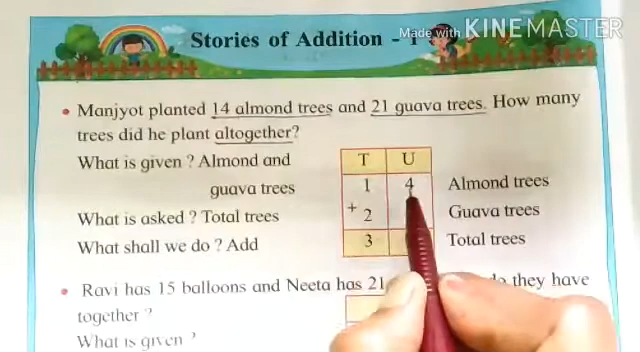 Made with KINEMASTER
Stories of Addition - 1
• Manjyot planted 14 almond trees and 21 guava trees. How many
trees did he plant altogether?
What is given ? Almond and
guava trees
What is asked ? Total trees
What shall we do ? Add
T U
1 4 Almond trees
+ 2 Guava trees
3 Total trees
• Ravi has 15 balloons and Neeta has 21 they have
together ?
What is given ?